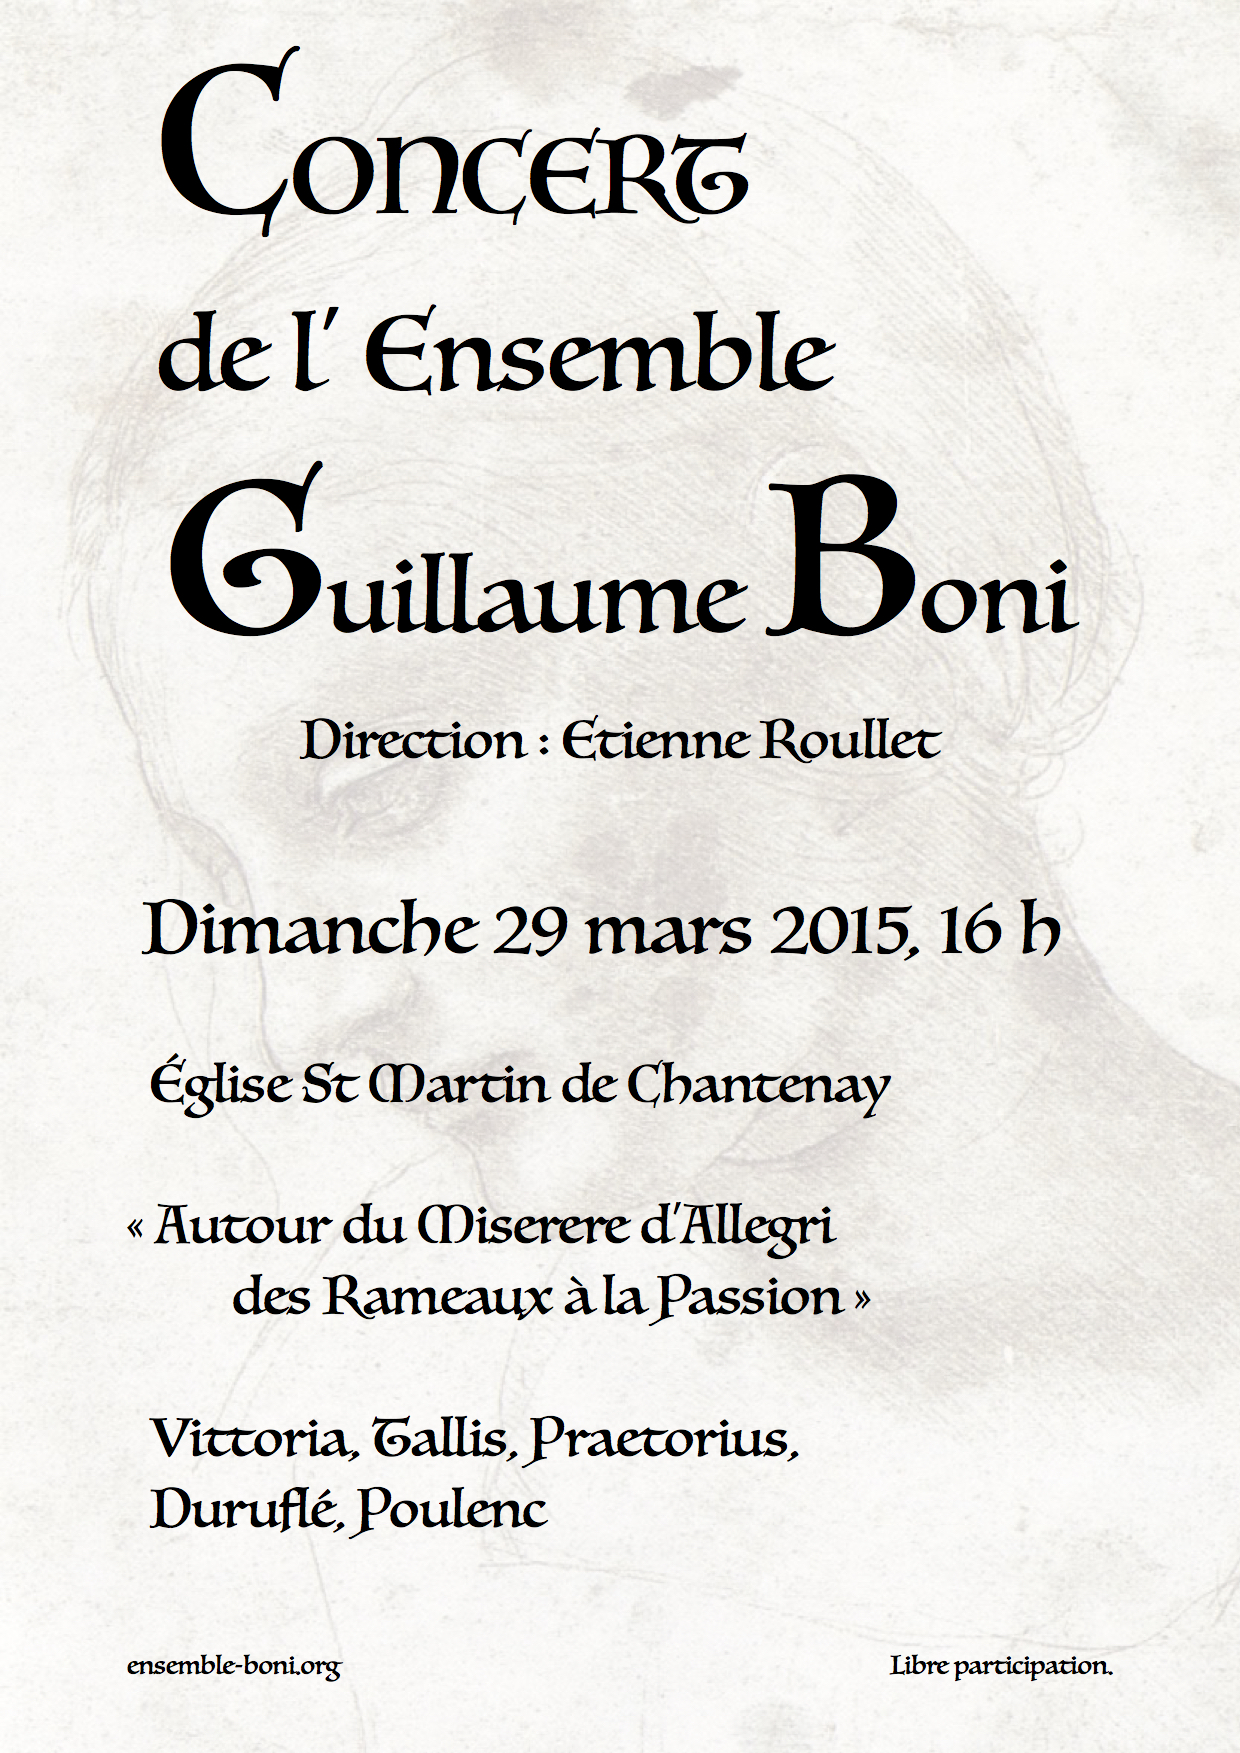 Concert
de l' Ensemble
Guillaume Boni
Direction : Etienne Roullet
Dimanche 29 mars 2015, 16 h
Église St Martin de Chantenay
« Autour du Miserere d'Allegri
des Rameaux à la Passion »
Vittoria, Tallis, Praetorius,
Duruflé, Poulenc
ensemble-boni.org
Libre participation.